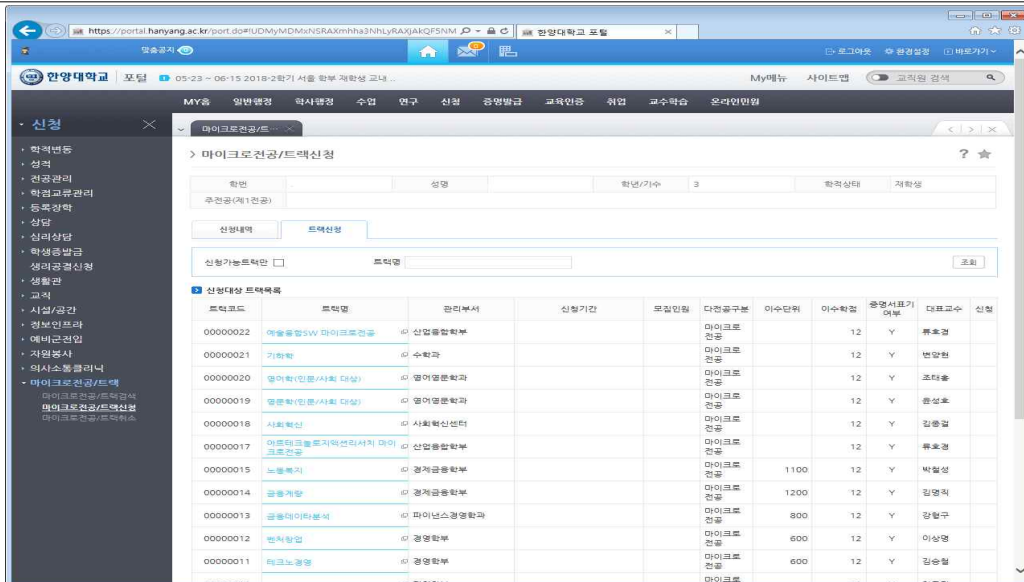 https://portal.hanyang.ac.kr/port.do#!UDMyMDMxNSRAXmhha3NhLyRAXjAkQFSNM
한양대학교 포털
맞춤공지
로그아웃 환경설정 바로가기
한양대학교 포털 05-23 ~ 06-15 2018-2학기 서울 학부 재학생 교내 ..
My메뉴 사이트맵 교직원 검색
MY홈 일반행정 학사행정 수업 연구 신청 증명발급 교육인증 취업 교수학습 온라인민원
신청
학적변동
성적
전공관리
학점교류관리
등록장학
상담
심리상담
학생증발급
생리공결신청
생활관
교직
시설/공간
정보인프라
예비군전입
자원봉사
의사소통클리닉
마이크로전공/트랙
마이크로전공/트랙검색
마이크로전공/트랙신청
마이크로전공/트랙취소
마이크로전공/트…
마이크로전공/트랙신청
학번 성명 학년/기수 3 학적상태 재학생
주전공(제1전공)
신청내역 트랙신청
신청가능트랙만 트랙명 조회
신청대상 트랙목록
트랙코드 트랙명 관리부서 신청기간 모집인원 다전공구분 이수단위 이수학점 증명서표기여부 대표교수 신청
00000022 예술융합SW 마이크로전공 산업융합학부 마이크로전공 12 Y 류호경
00000021 기하학 수학과 마이크로전공 12 Y 변양현
00000020 영어학(인문/사회 대상) 영어영문학과 마이크로전공 12 Y 조태홍
00000019 영문학(인문/사회 대상) 영어영문학과 마이크로전공 12 Y 윤성호
00000018 사회혁신 사회혁신센터 마이크로전공 12 Y 김종걸
00000017 아트테크놀로지액션리서치 마이크로전공 산업융합학부 마이크로전공 12 Y 류호경
00000015 노동복지 경제금융학부 마이크로전공 1100 12 Y 박철성
00000014 금융계량 경제금융학부 마이크로전공 1200 12 Y 김명직
00000013 금융데이타분석 파이낸스경영학과 마이크로전공 800 12 Y 강형구
00000012 벤처창업 경영학부 마이크로전공 600 12 Y 이상명
00000011 테크노경영 경영학부 마이크로전공 600 12 Y 김승철
마이크로